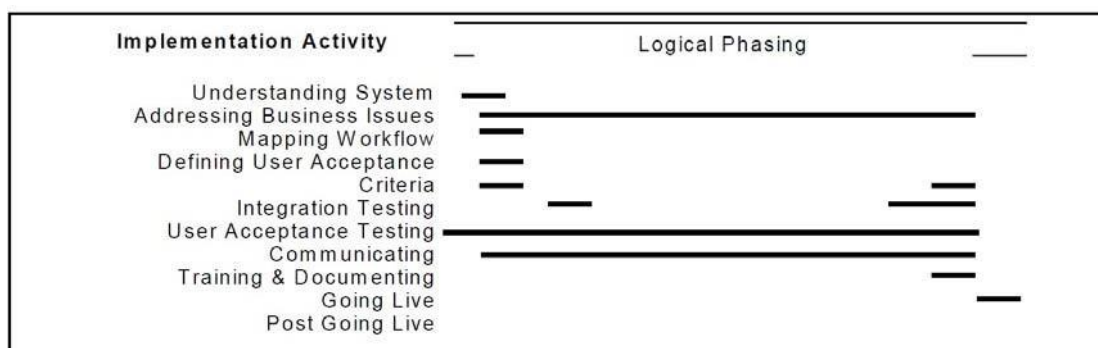 Implementation Activity Logical Phasing
Understanding System
Addressing Business Issues
Mapping Workflow
Defining User Acceptance
Criteria
Integration Testing
User Acceptance Testing
Communicating
Training & Documenting
Going Live
Post Going Live